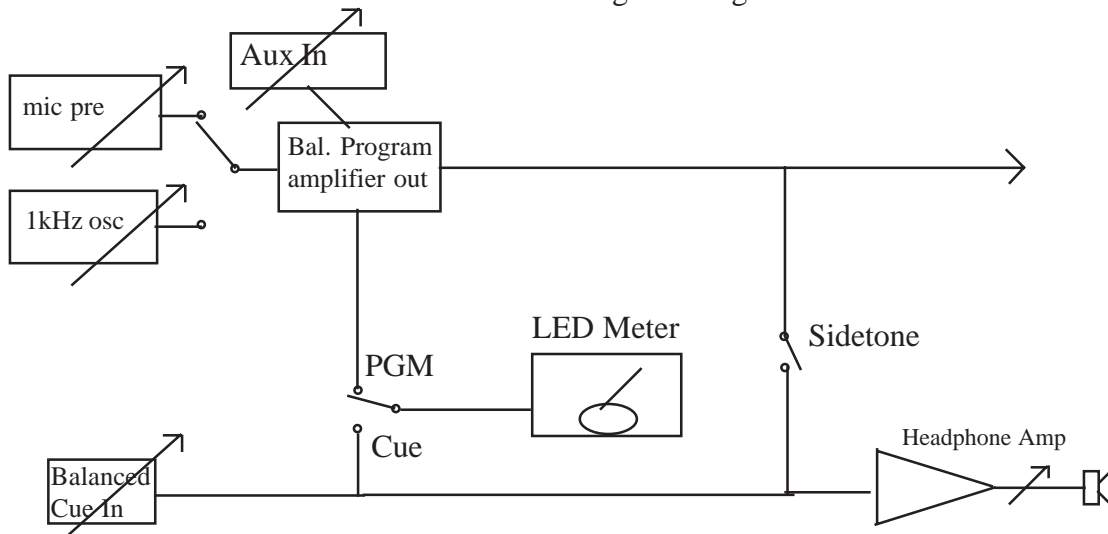 Aux In
mic pre
Bal. Program
amplifier out
1kHz osc
LED Meter
Sidetone
PGM
Cue
Headphone Amp
Balanced
Cue In